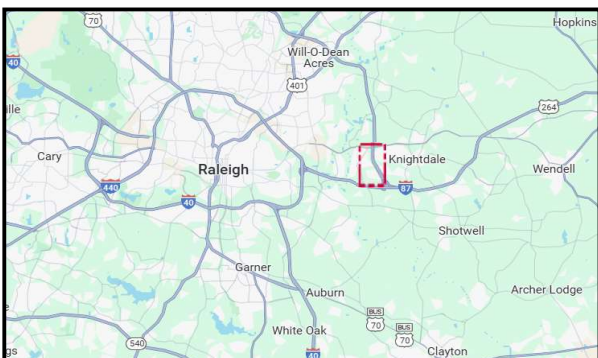 70
Hopkins
Will-O-Dean
Acres
40
401
ille
264
Cary
Raleigh
Knightdale
Wendell
440
87
40
Shotwell
Garner
Auburn
Archer Lodge
BUS
70
BUS
70
White Oak
540
gs
40
Clayton